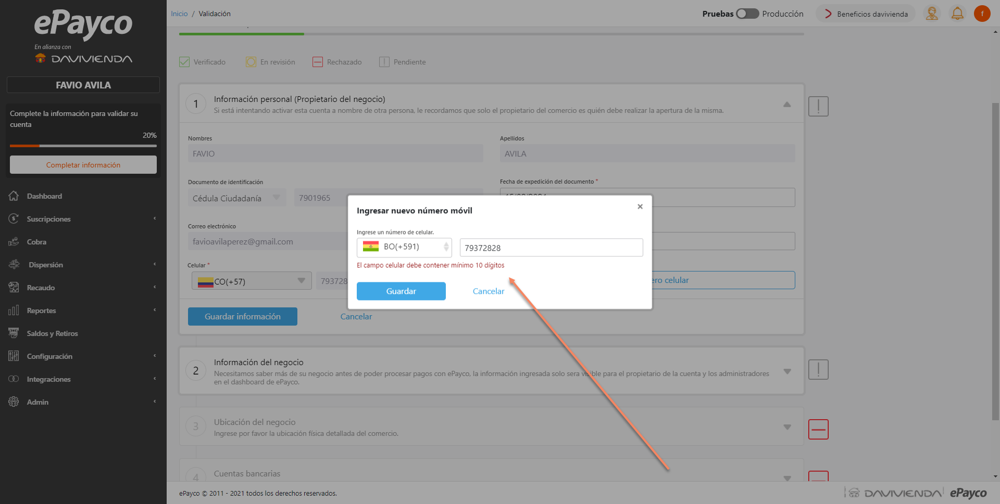 ePayco
En alianza con
DAVIVIENDA
FAVIO AVILA
Complete la información para validar su
cuenta
20%
Completar información
Dashboard
Suscripciones
Cobra
Dispersión
Recaudo
Reportes
Saldos y Retiros
Configuración
Integraciones
Admin
Inicio / Validación
Pruebas Producción
Beneficios davivienda
f
Verificado
En revisión
Rechazado
Pendiente
1
Información personal (Propietario del negocio)
Si está intentando activar esta cuenta a nombre de otra persona, le recordamos que solo el propietario del comercio es quién debe realizar la apertura de la misma.
Nombres
FAVIO
Apellidos
AVILA
Documento de identificación
Cédula Ciudadanía
7901965
Fecha de expedición del documento *
Correo electrónico
favioavilaperez@gmail.com
Celular *
CO(+57)
793728
celular
Guardar información
Cancelar
Ingresar nuevo número móvil
×
Ingrese un número de celular.
BO(+591)
79372828
El campo celular debe contener mínimo 10 dígitos
Guardar
Cancelar
2
Información del negocio
Necesitamos saber más de su negocio antes de poder procesar pagos con ePayco, la información ingresada solo sera visible para el propietario de la cuenta y los administradores
en el dashboard de ePayco.
3
Ubicación del negocio
Ingrese por favor la ubicación física detallada del comercio.
4
Cuentas bancarias
ePayco © 2011 - 2021 todos los derechos reservados.
DAVIVIENDA
ePayco